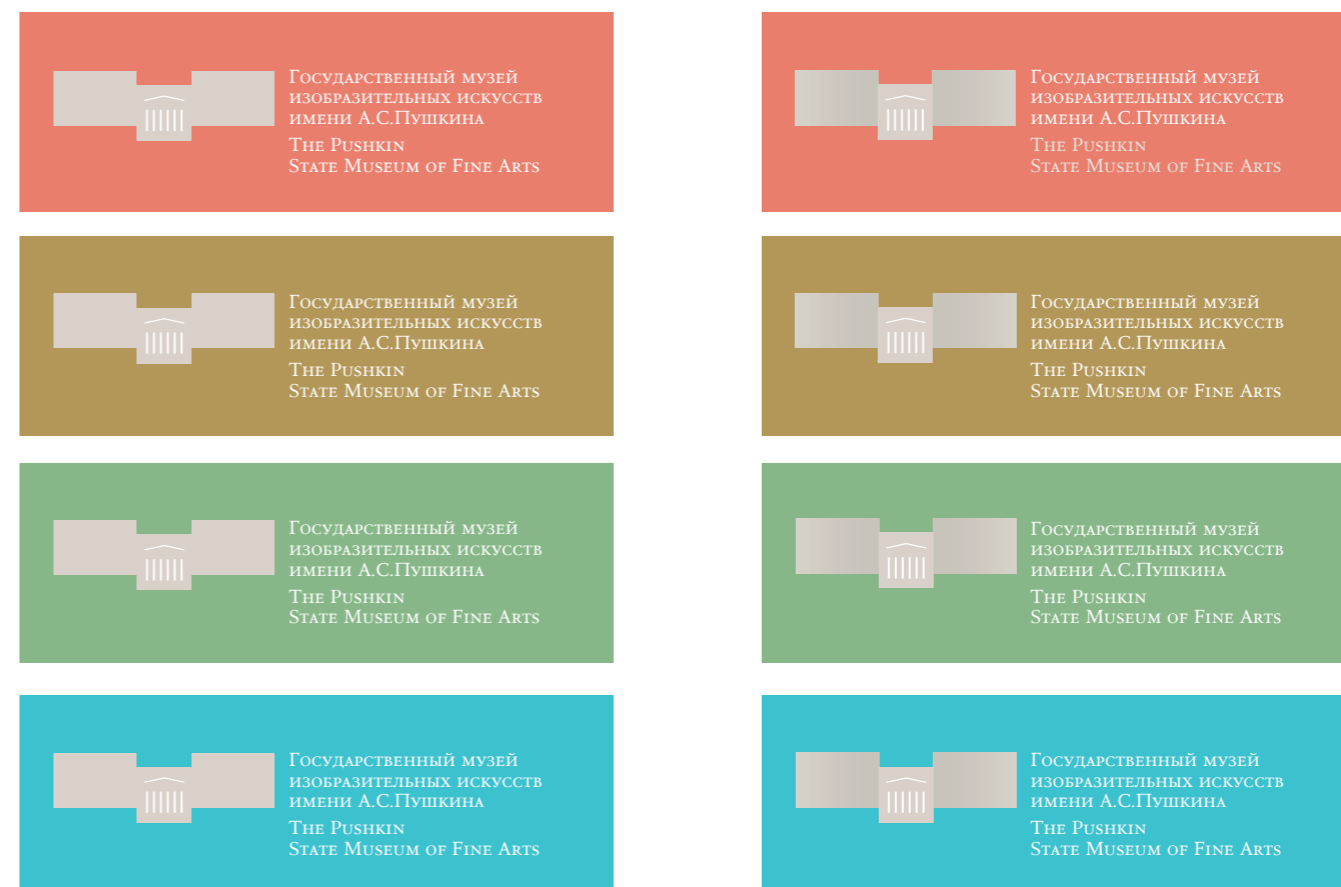 Государственный музей
изобразительных искусств
имени А.С.Пушкина
The Pushkin
State Museum of Fine Arts
Государственный музей
изобразительных искусств
имени А.С.Пушкина
The Pushkin
State Museum of Fine Arts
Государственный музей
изобразительных искусств
имени А.С.Пушкина
The Pushkin
State Museum of Fine Arts
Государственный музей
изобразительных искусств
имени А.С.Пушкина
The Pushkin
State Museum of Fine Arts
Государственный музей
изобразительных искусств
имени А.С.Пушкина
The Pushkin
State Museum of Fine Arts
Государственный музей
изобразительных искусств
имени А.С.Пушкина
The Pushkin
State Museum of Fine Arts
Государственный музей
изобразительных искусств
имени А.С.Пушкина
The Pushkin
State Museum of Fine Arts
Государственный музей
изобразительных искусств
имени А.С.Пушкина
The Pushkin
State Museum of Fine Arts